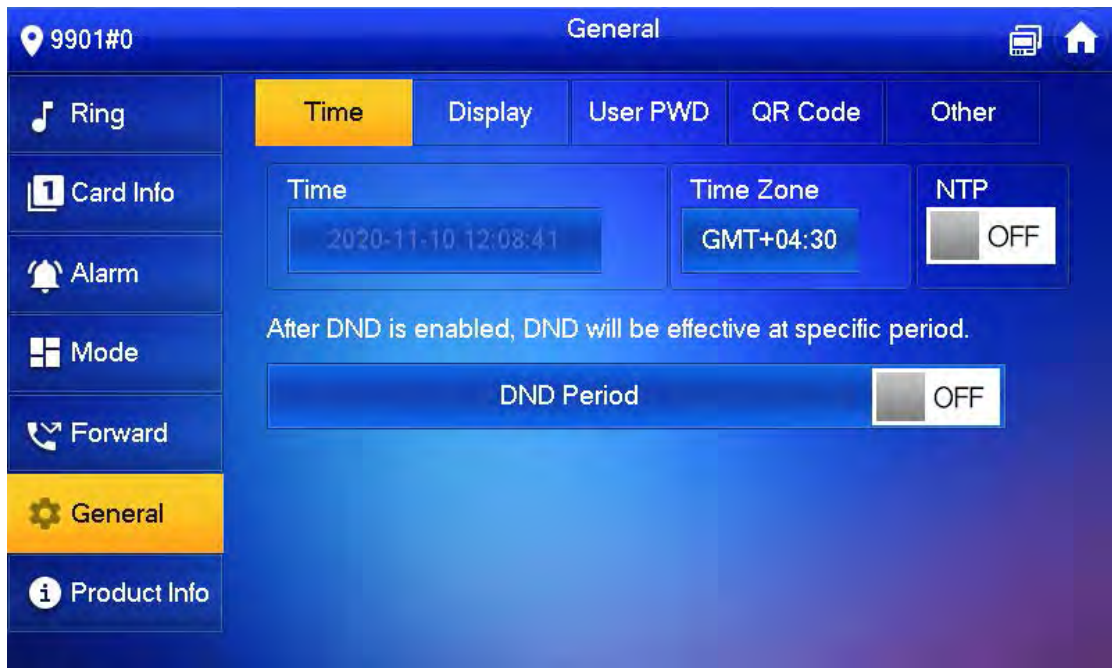 9901#0
General
Ring
Card Info
Alarm
Mode
Forward
General
Product Info
Time
Display
User PWD
QR Code
Other
Time
Time Zone
NTP
2020-11-10 12:08:41
GMT+04:30
OFF
After DND is enabled, DND will be effective at specific period.
DND Period
OFF